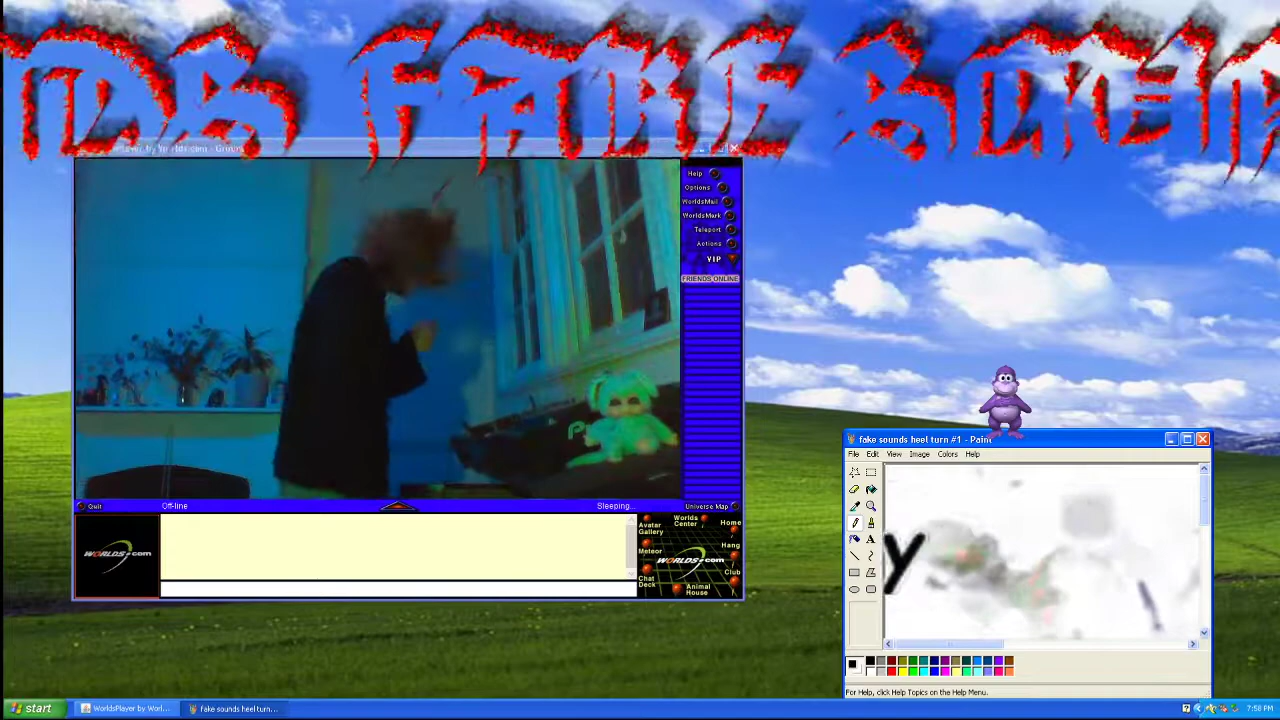 Help
Options
WorldsMail
WorldsMark
Teleport
Actions
VIP
FRIENDS ONLINE
Quit
Off-line
Sleeping...
Universe Map
WORLDS.com
Avatar Gallery
Worlds Center
Home
Meteor
Hang
WORLDS.com
Chat Deck
Club
Animal House
fake sounds heel turn #1 - Paint
File Edit View Image Colors Help
y
For Help, click Help Topics on the Help Menu.
start
WorldsPlayer by Worl...
fake sounds heel turn...
7:58 PM